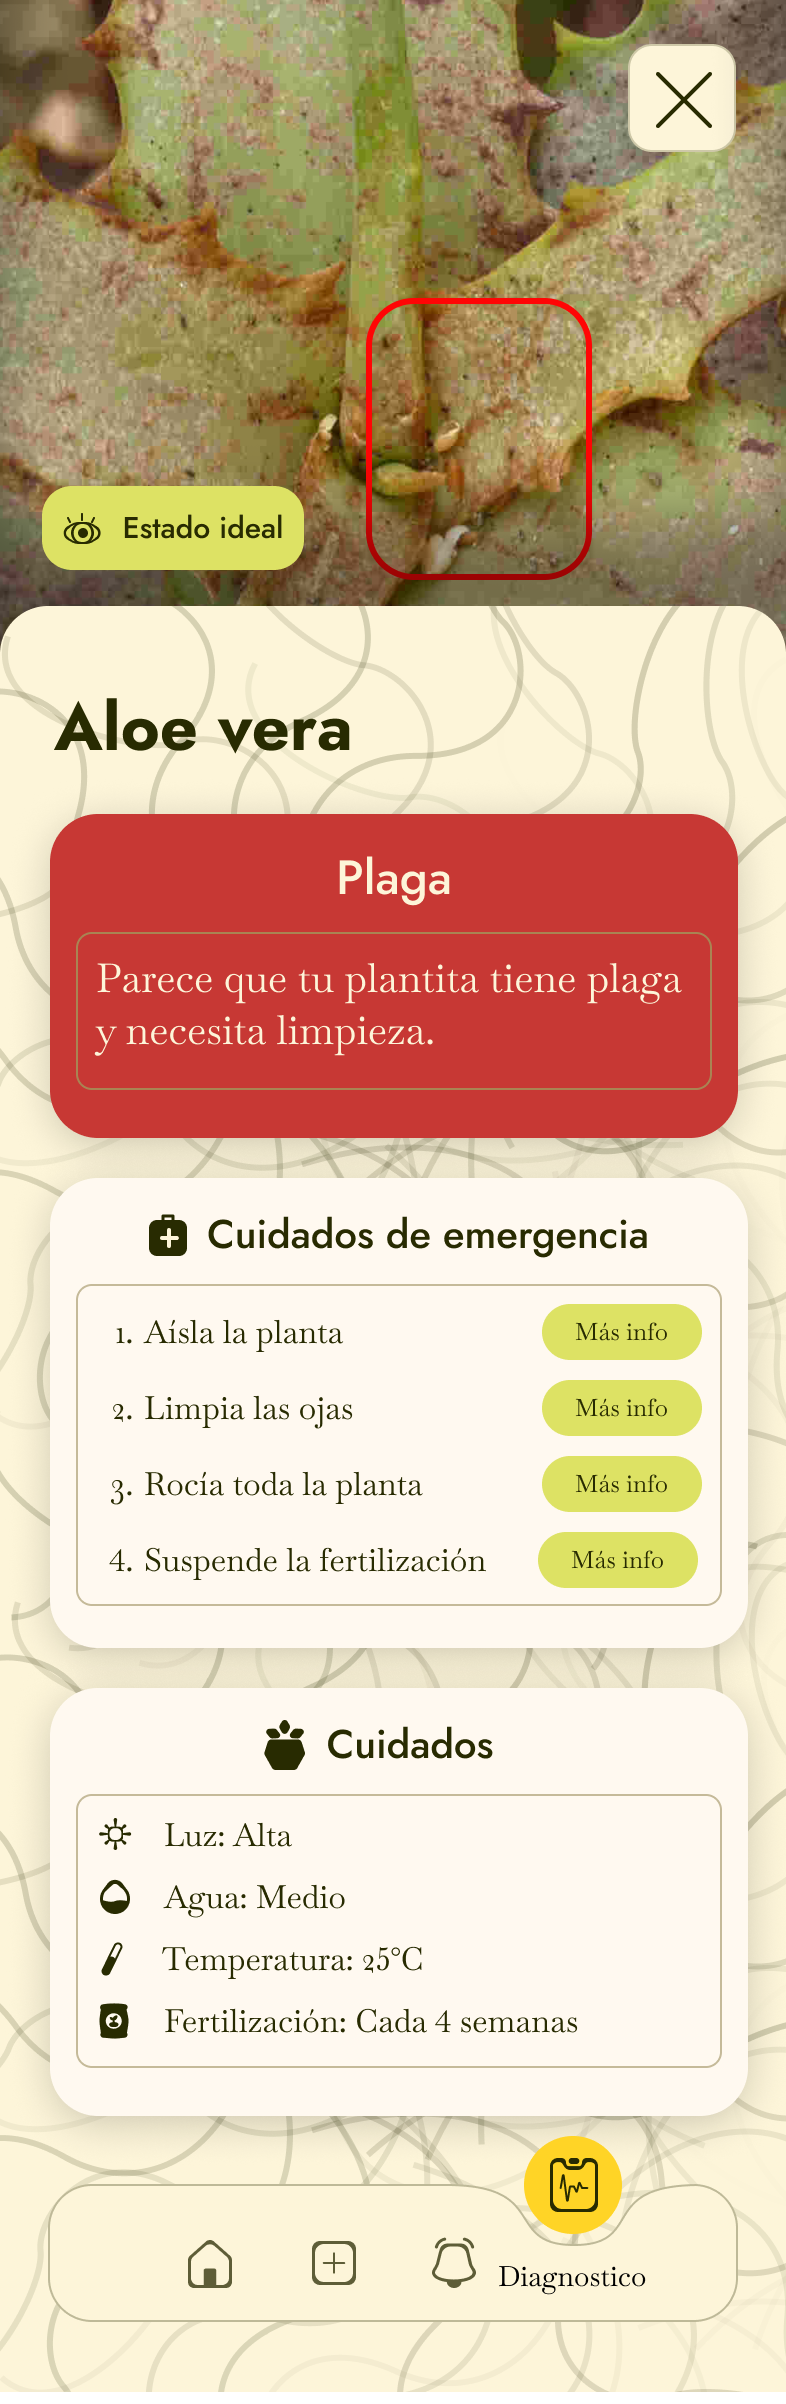 Estado ideal
Aloe vera
Plaga
Parece que tu plantita tiene plaga
y necesita limpieza.
Cuidados de emergencia
1. Aísla la planta
Más info
2. Limpia las ojas
Más info
3. Rocía toda la planta
Más info
4. Suspende la fertilización
Más info
Cuidados
Luz: Alta
Agua: Medio
Temperatura: 25°C
Fertilización: Cada 4 semanas
Diagnostico